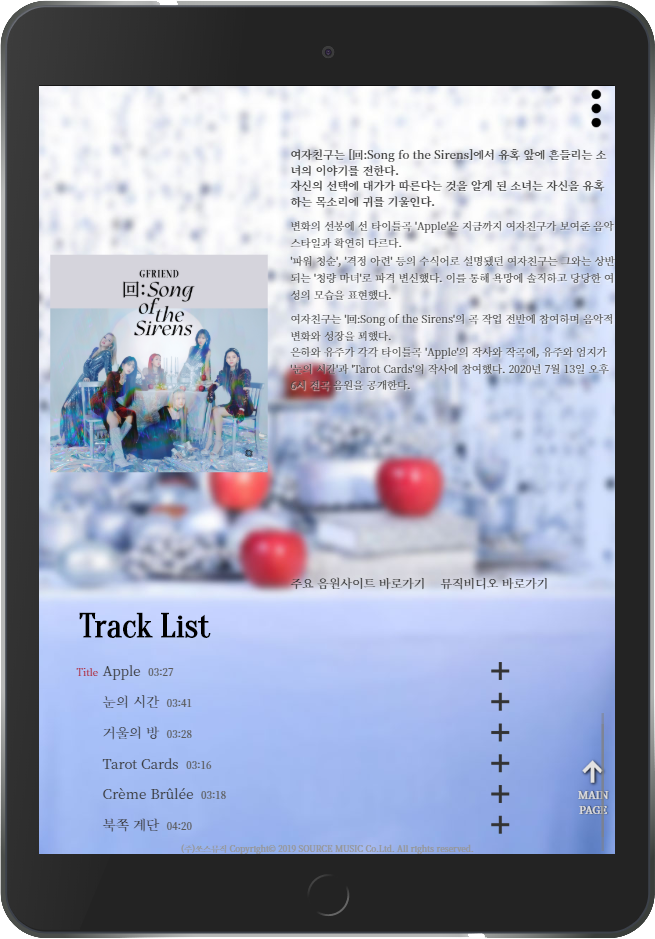 여자친구는 [回:Song fo the Sirens]에서 유혹 앞에 흔들리는 소
녀의 이야기를 전한다.
자신의 선택에 대가가 따른다는 것을 알게 된 소녀는 자신을 유혹
하는 목소리에 귀를 기울인다.
변화의 선봉에 선 타이틀곡 'Apple'은 지금까지 여자친구가 보여준 음악
스타일과 확연히 다르다.
'파워 청순', '격정 아련' 등의 수식어로 설명됐던 여자친구는 그와는 상반
되는 '청량 마녀'로 파격 변신했다. 이를 통해 욕망에 솔직하고 당당한 여
성의 모습을 표현했다.
여자친구는 '回:Song of the Sirens'의 곡 작업 전반에 참여하며 음악적
변화와 성장을 꾀했다.
은하와 유주가 각각 타이틀곡 'Apple'의 작사와 작곡에, 유주와 엄지가
'눈의 시간'과 'Tarot Cards'의 작사에 참여했다. 2020년 7월 13일 오후
6시 전곡 음원을 공개한다.
GFRIEND
回:Song
of the
Sirens
주요 음원사이트 바로가기 뮤직비디오 바로가기
Track List
Title Apple 03:27
눈의 시간 03:41
거울의 방 03:28
Tarot Cards 03:16
Crème Brûlée 03:18
북쪽 계단 04:20
MAIN
PAGE
(주)쏘스뮤직 Copyright© 2019 SOURCE MUSIC Co.Ltd. All rights reserved.